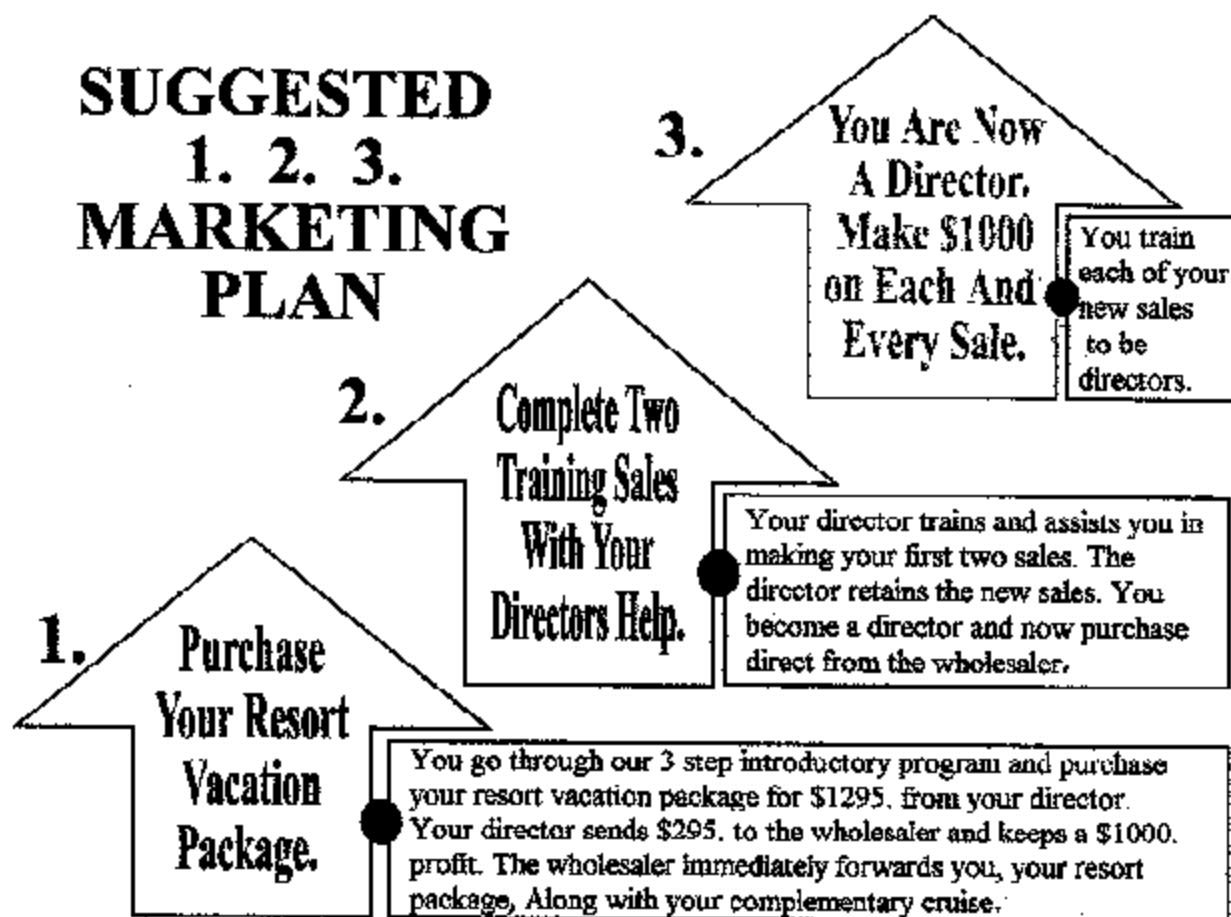 SUGGESTED
1. 2. 3.
MARKETING
PLAN
3.
You Are Now
A Director.
Make $1000
on Each And
Every Sale.
You train
each of your
new sales
to be
directors.
2.
Complete Two
Training Sales
With Your
Directors Help.
Your director trains and assists you in
making your first two sales. The
director retains the new sales. You
become a director and now purchase
direct from the wholesaler.
1.
Purchase
Your Resort
Vacation
Package.
You go through our 3 step introductory program and purchase
your resort vacation package for $1295. from your director.
Your director sends $295. to the wholesaler and keeps a $1000.
profit. The wholesaler immediately forwards you, your resort
package, Along with your complementary cruise.